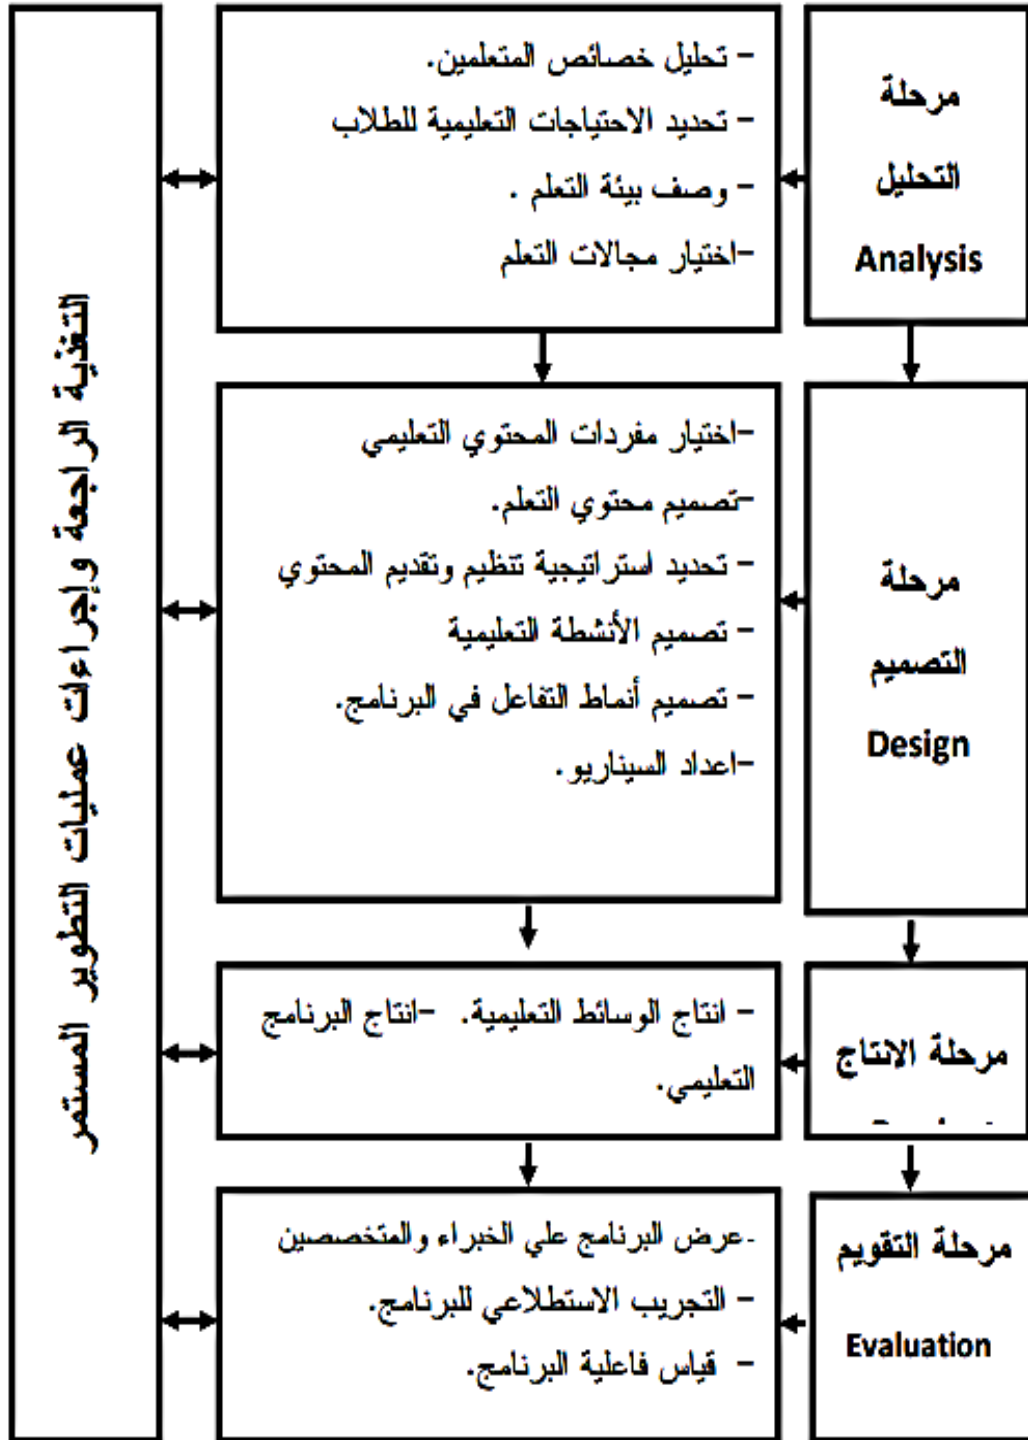 مرحلة
التحليل
Analysis
– تحليل خصائص المتعلمين.
– تحديد الاحتياجات التعليمية للطلاب
– وصف بيئة التعلم .
–اختيار مجالات التعلم
مرحلة
التصميم
Design
–اختيار مفردات المحتوي التعليمي
–تصميم محتوي التعلم.
– تحديد استراتيجية تنظيم وتقديم المحتوي
– تصميم الأنشطة التعليمية
– تصميم أنماط التفاعل في البرنامج.
–اعداد السيناريو.
مرحلة الانتاج
– انتاج الوسائط التعليمية. –انتاج البرنامج
التعليمي.
مرحلة التقويم
Evaluation
-عرض البرنامج علي الخبراء والمتخصصين
– التجريب الاستطلاعي للبرنامج.
– قياس فاعلية البرنامج.
التغذية الراجعة وإجراءات عمليات التطوير المستمر